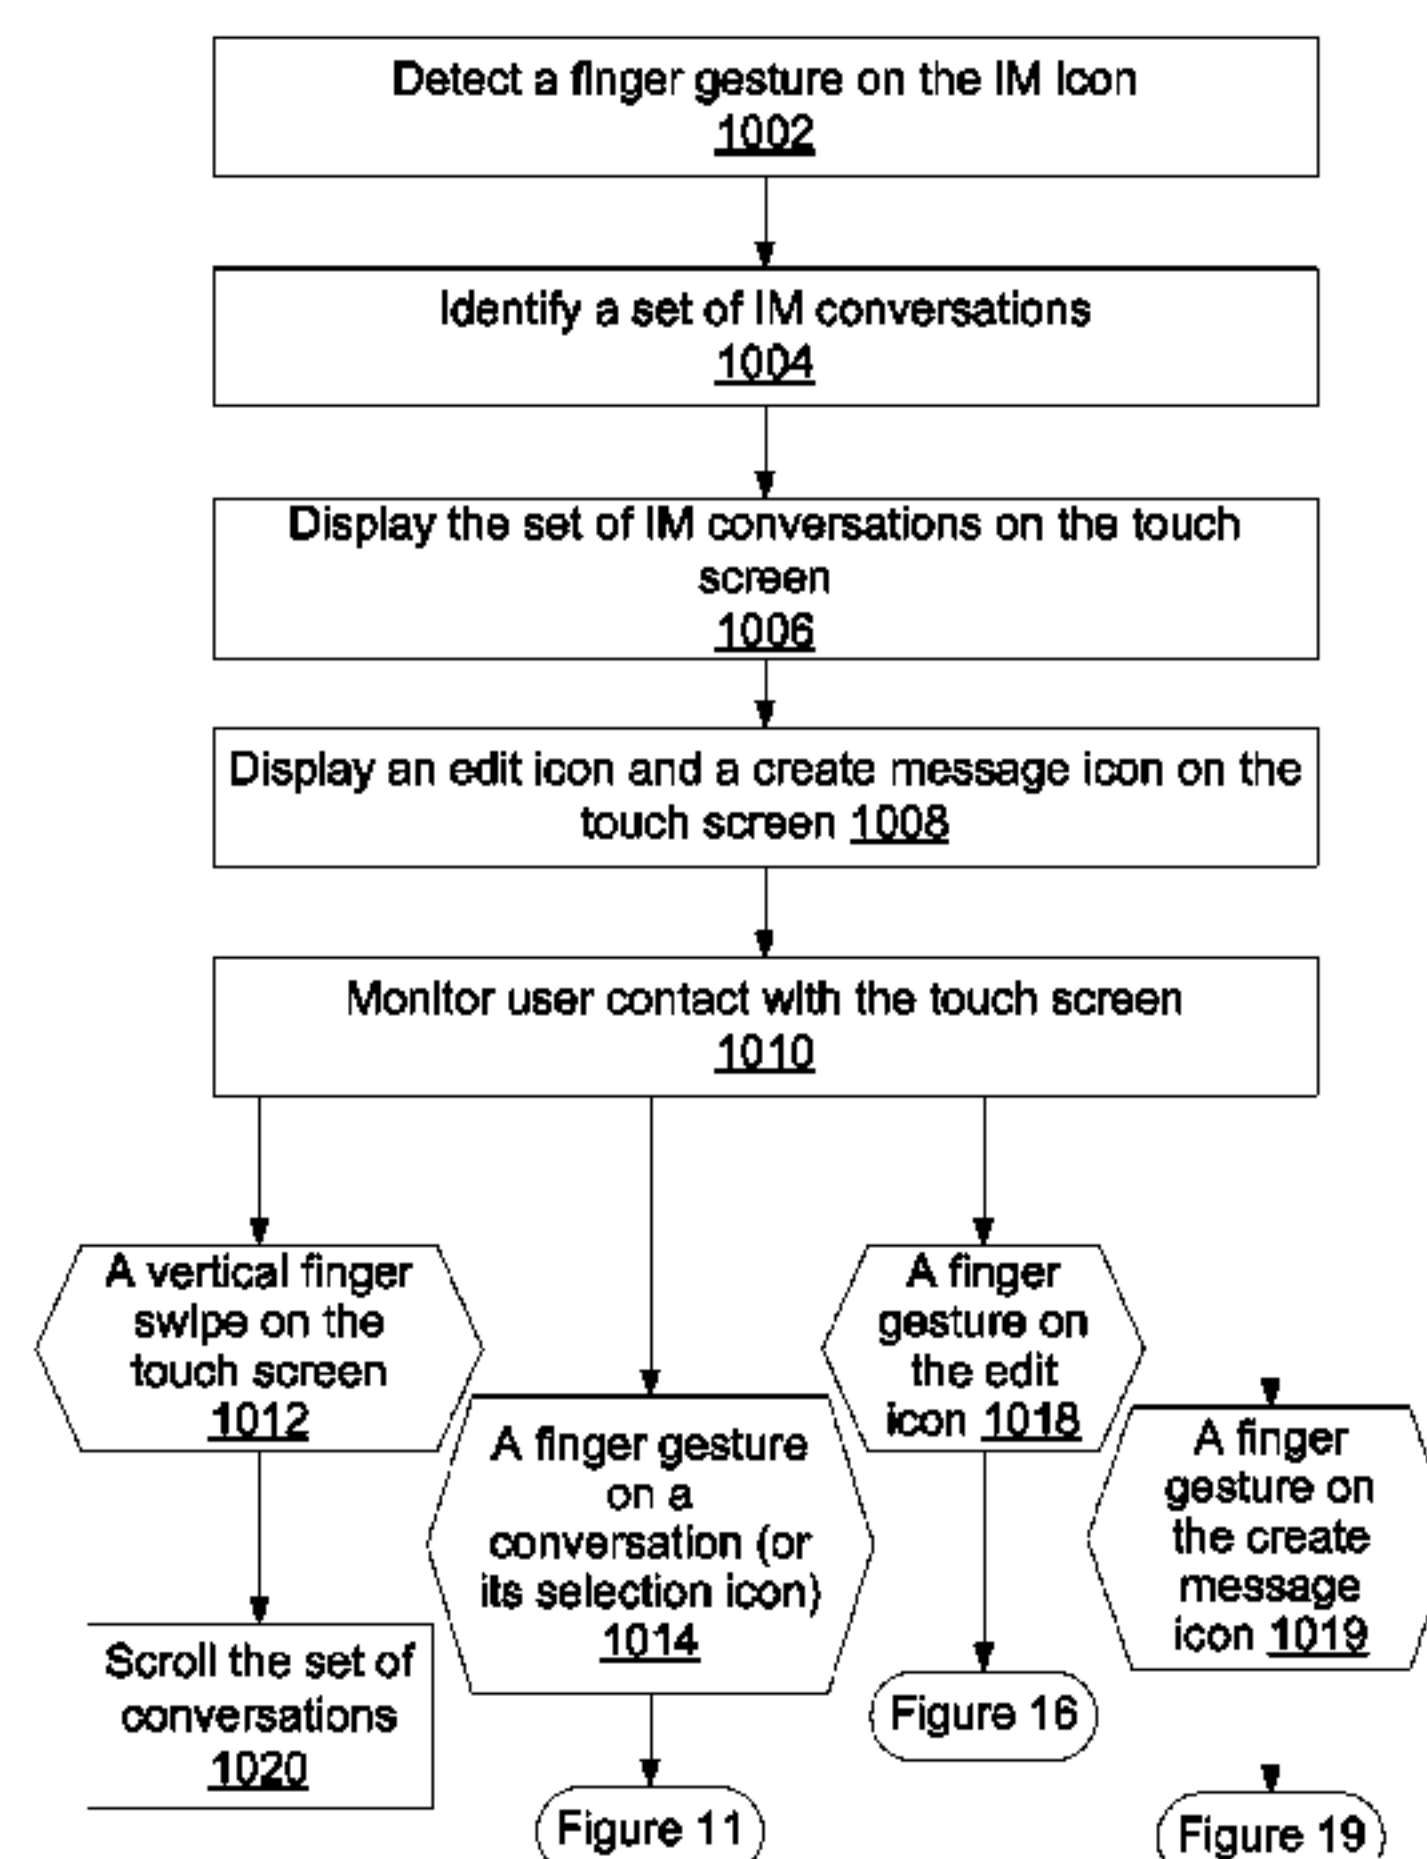 Detect a finger gesture on the IM icon
1002
Identify a set of IM conversations
1004
Display the set of IM conversations on the touch
screen
1006
Display an edit icon and a create message icon on the
touch screen 1008
Monitor user contact with the touch screen
1010
A vertical finger
swipe on the
touch screen
1012
A finger gesture
on a
conversation (or
its selection icon)
1014
A finger
gesture on
the edit
icon 1018
A finger
gesture on
the create
message
icon 1019
Scroll the set of
conversations
1020
Figure 11
Figure 16
Figure 19